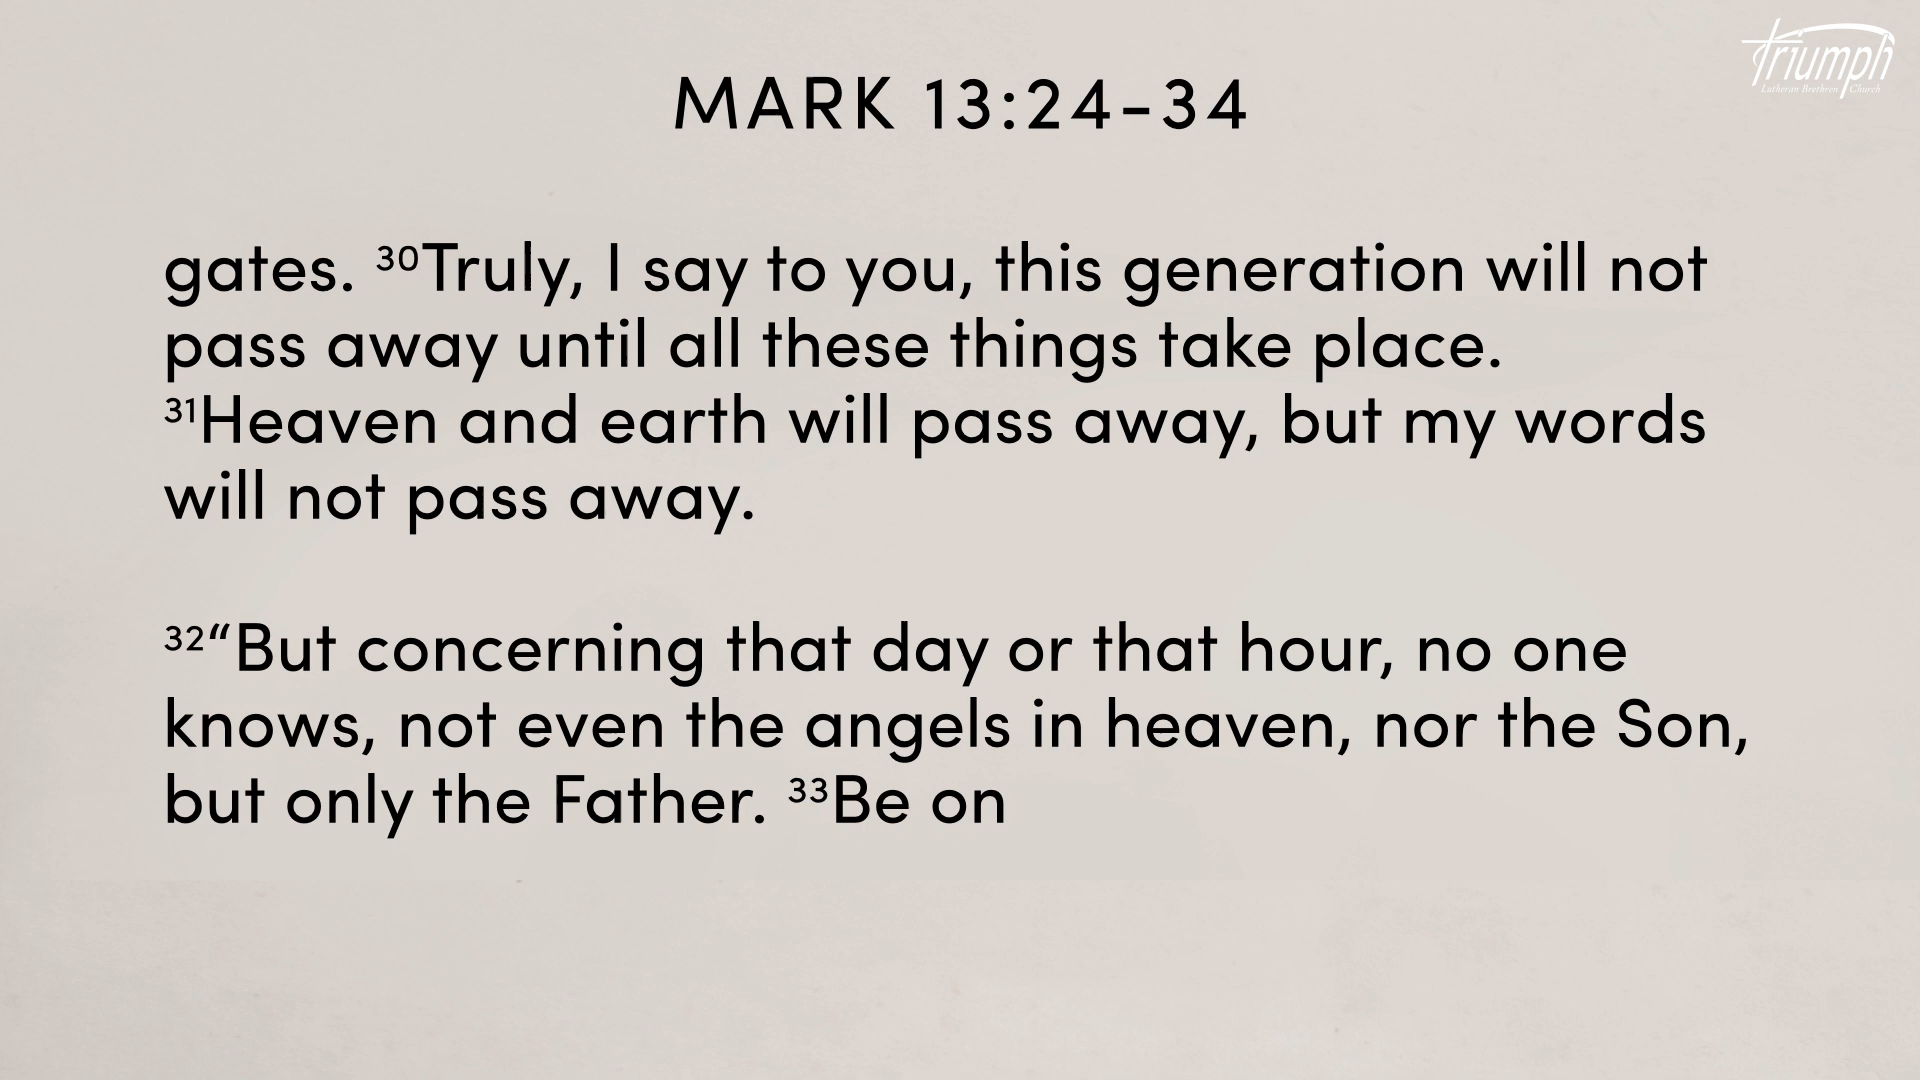 triumph
Lutheran Brethren Church
MARK 13:24-34
gates. ³⁰Truly, I say to you, this generation will not
pass away until all these things take place.
³¹Heaven and earth will pass away, but my words
will not pass away.
³²“But concerning that day or that hour, no one
knows, not even the angels in heaven, nor the Son,
but only the Father. ³³Be on